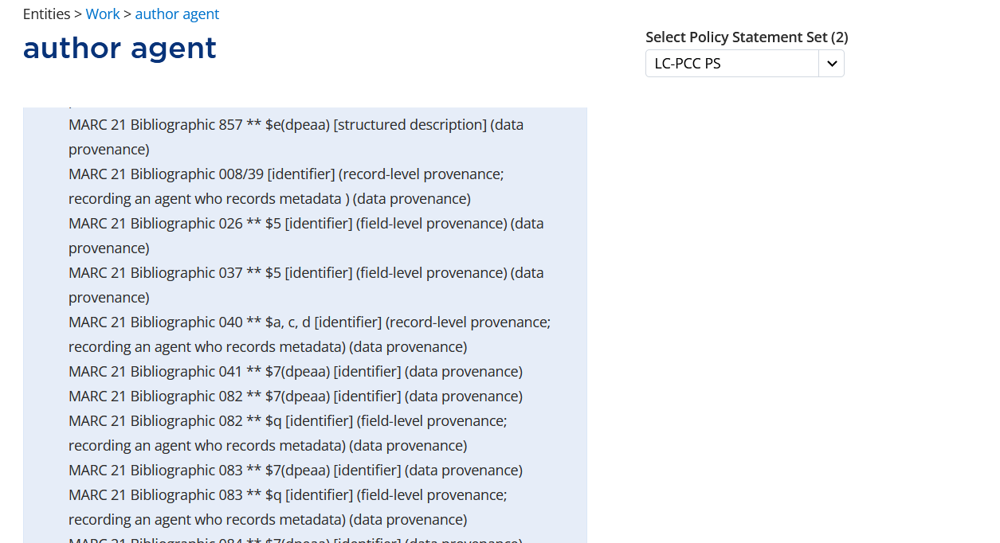 Entities > Work > author agent
author agent
Select Policy Statement Set (2)
LC-PCC PS
MARC 21 Bibliographic 857 ** $e(dpeaa) [structured description] (data
provenance)
MARC 21 Bibliographic 008/39 [identifier] (record-level provenance;
recording an agent who records metadata ) (data provenance)
MARC 21 Bibliographic 026 ** $5 [identifier] (field-level provenance) (data
provenance)
MARC 21 Bibliographic 037 ** $5 [identifier] (field-level provenance) (data
provenance)
MARC 21 Bibliographic 040 ** $a, c, d [identifier] (record-level provenance;
recording an agent who records metadata) (data provenance)
MARC 21 Bibliographic 041 ** $7(dpeaa) [identifier] (data provenance)
MARC 21 Bibliographic 082 ** $7(dpeaa) [identifier] (data provenance)
MARC 21 Bibliographic 082 ** $q [identifier] (field-level provenance;
recording an agent who records metadata) (data provenance)
MARC 21 Bibliographic 083 ** $7(dpeaa) [identifier] (data provenance)
MARC 21 Bibliographic 083 ** $q [identifier] (field-level provenance;
recording an agent who records metadata) (data provenance)
MARC 21 Bibliographic 084 ** $7(dpeaa) [identifier] (data provenance)